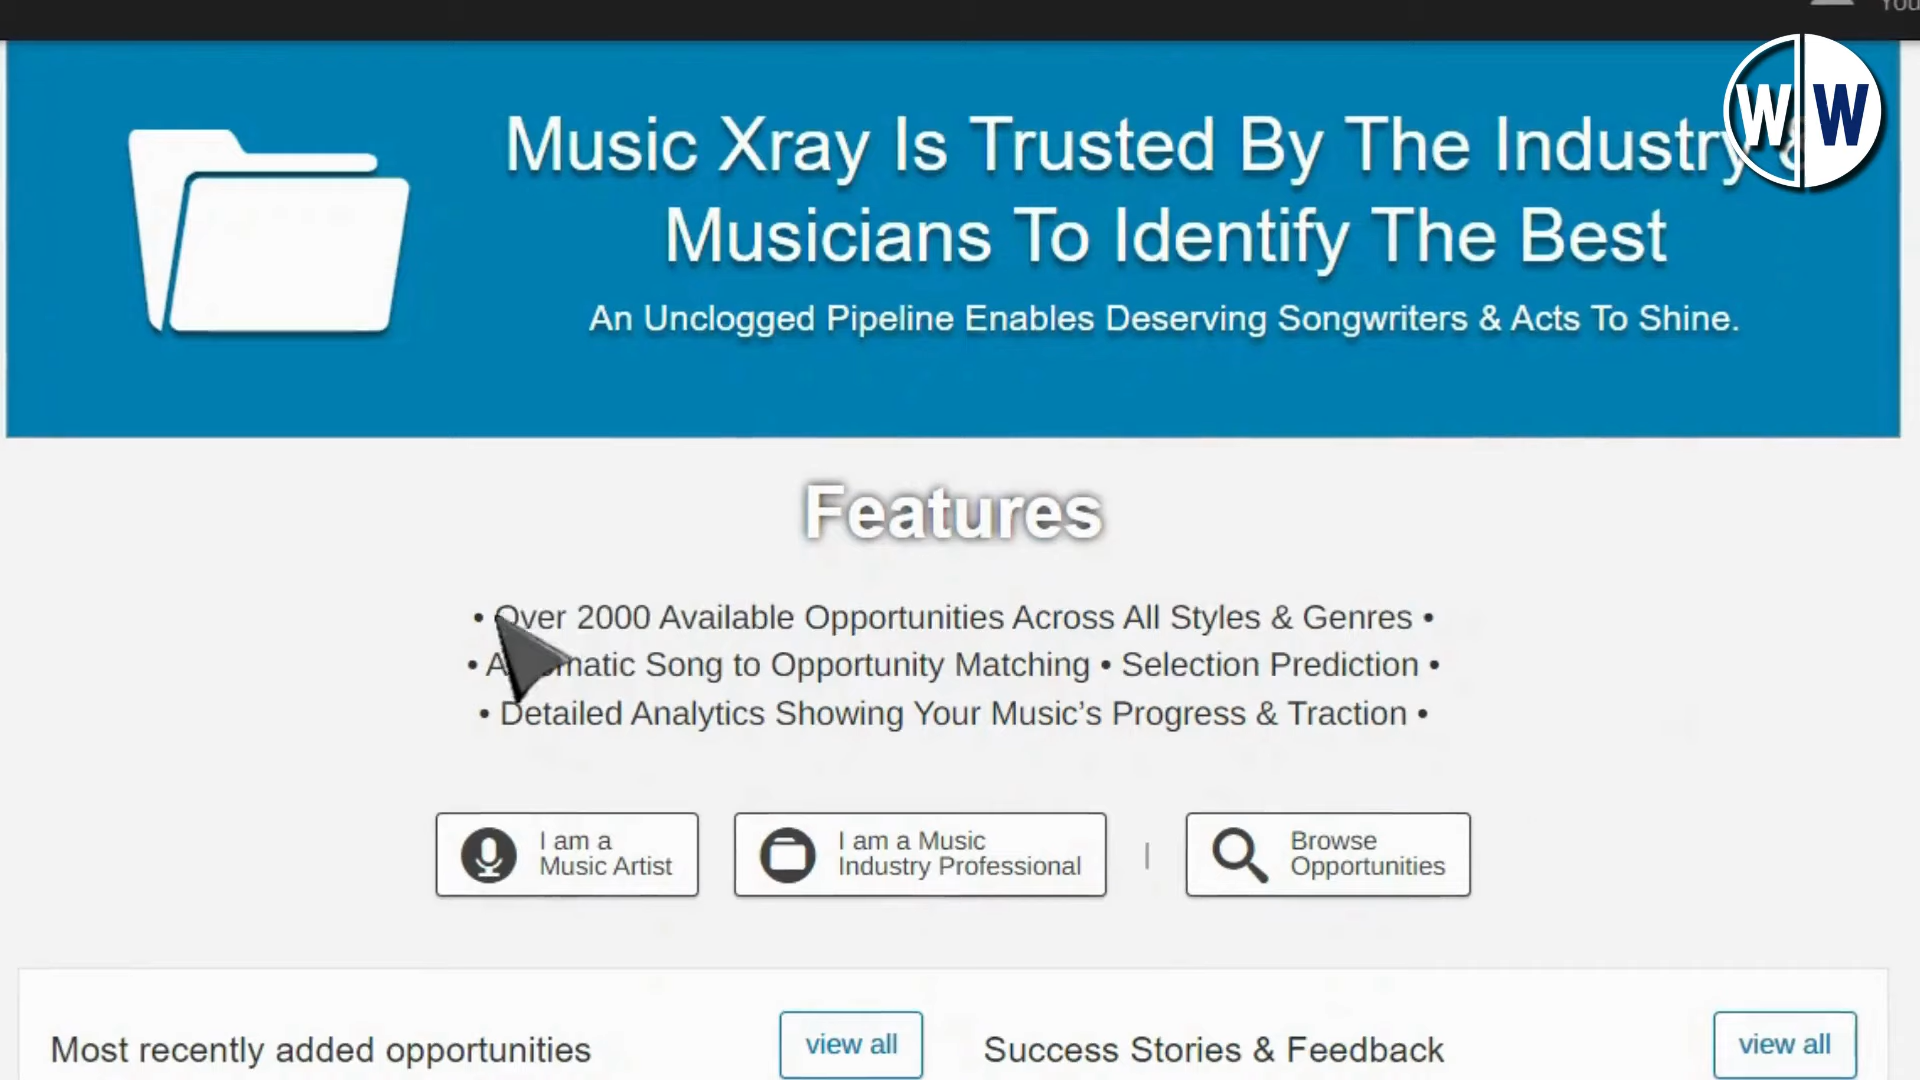 You
W W
Music Xray Is Trusted By The Industry &
Musicians To Identify The Best
An Unclogged Pipeline Enables Deserving Songwriters & Acts To Shine.
Features
• Over 2000 Available Opportunities Across All Styles & Genres •
• Automatic Song to Opportunity Matching • Selection Prediction •
• Detailed Analytics Showing Your Music’s Progress & Traction •
I am a
Music Artist
I am a Music
Industry Professional
|
Browse
Opportunities
Most recently added opportunities
view all
Success Stories & Feedback
view all